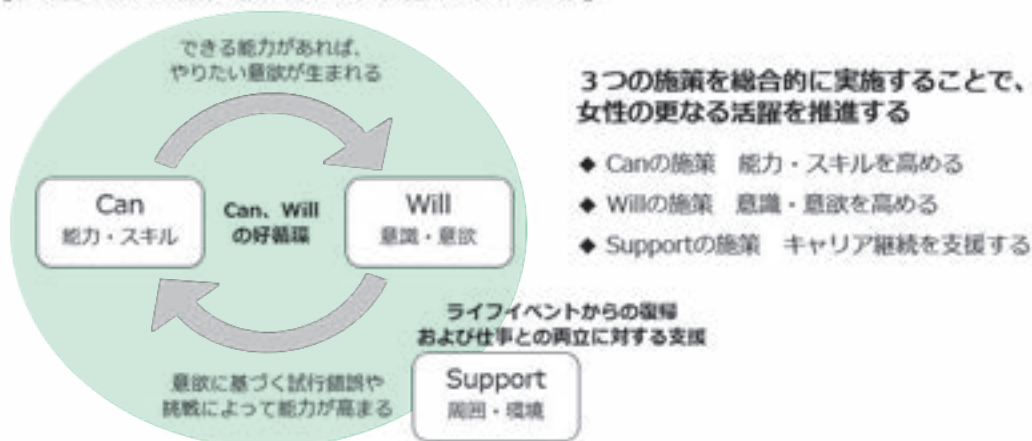 できる能力があれば、
やりたい意欲が生まれる
Can
能力・スキル
Can、Will
の好循環
Will
意識・意欲
意欲に基づく試行錯誤や
挑戦によって能力が高まる
ライフイベントからの復帰
および仕事との両立に対する支援
Support
周囲・環境
3つの施策を総合的に実施することで、
女性の更なる活躍を推進する
◆ Canの施策 能力・スキルを高める
◆ Willの施策 意識・意欲を高める
◆ Supportの施策 キャリア継続を支援する